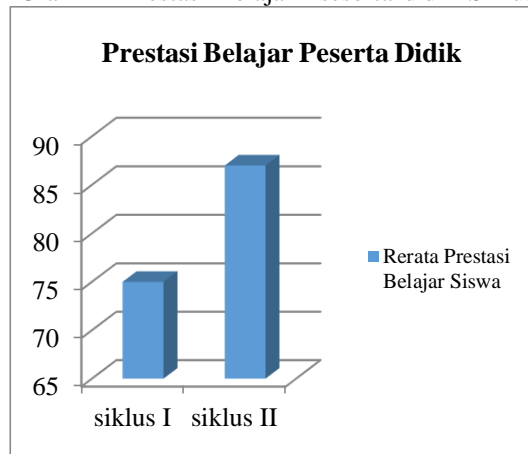 Prestasi Belajar Peserta Didik
90
85
80
75
70
65
siklus I siklus II
Rerata Prestasi
Belajar Siswa